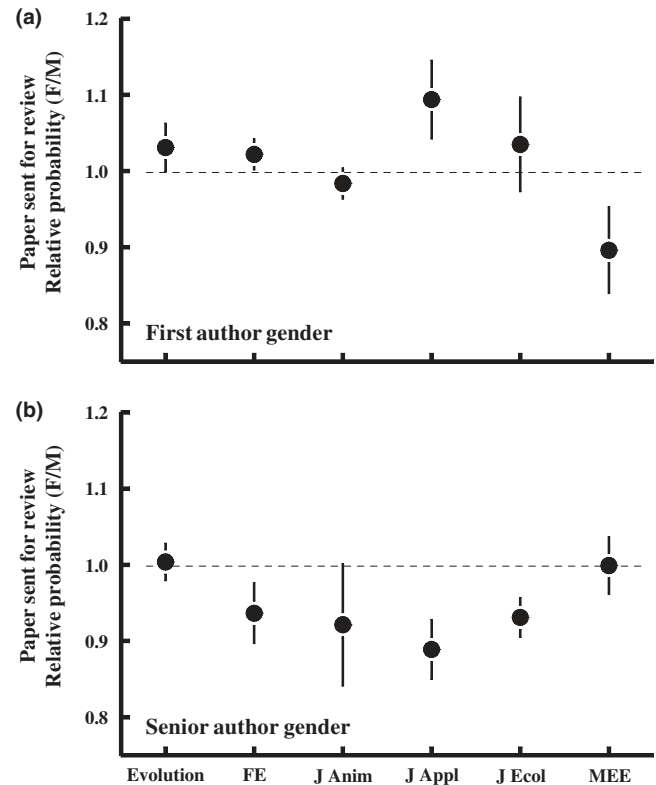 (a)
Paper sent for review
Relative probability (F/M)
1.2
1.1
1.0
0.9
0.8
First author gender
(b)
Paper sent for review
Relative probability (F/M)
1.2
1.1
1.0
0.9
0.8
Senior author gender
Evolution FE J Anim J Appl J Ecol MEE